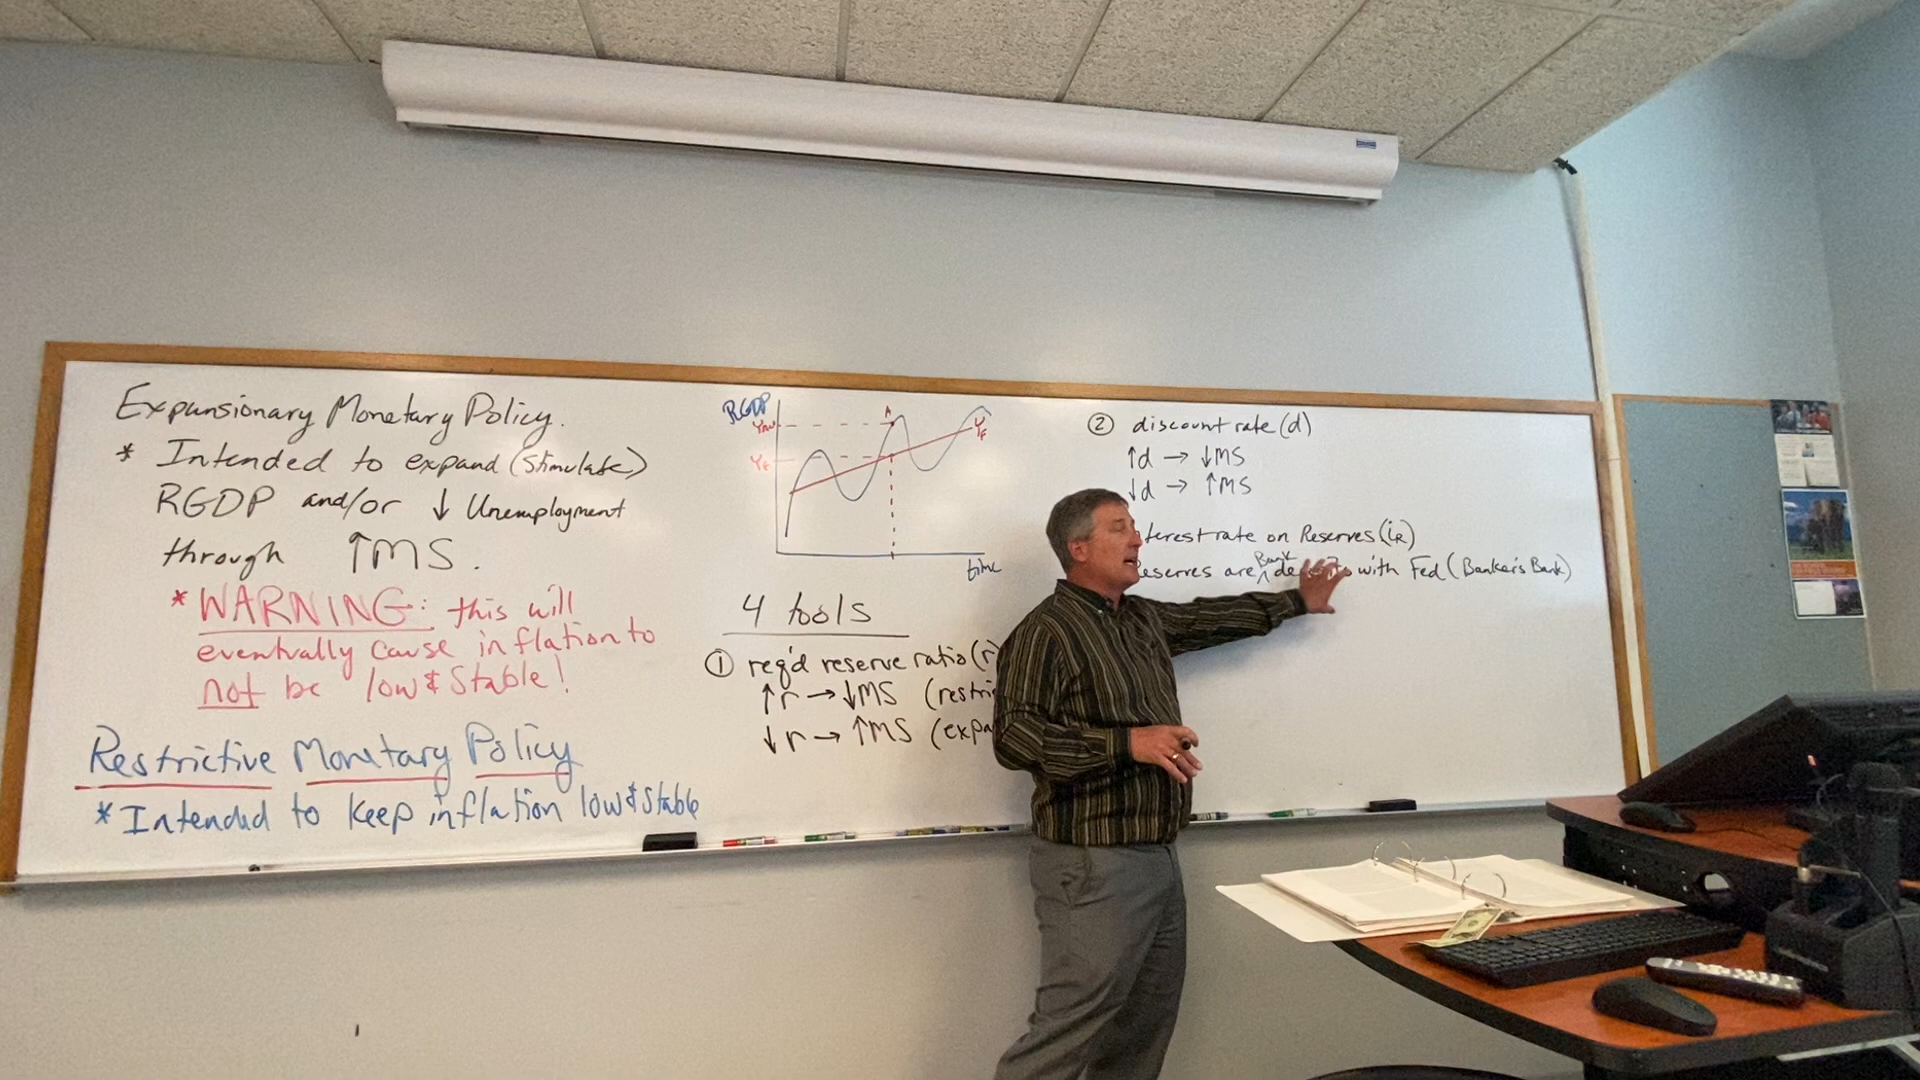 Expansionary Monetary Policy.
* Intended to expand (stimulate)
RGDP and/or ↓ Unemployment
through ↑MS.
* WARNING: this will
eventually cause inflation to
not be low & stable!
Restrictive Monetary Policy
* Intended to keep inflation low & stable
RGDP
A
YF
time
4 tools
① req'd reserve ratio (r
↑r → ↓MS (restri
↓r → ↑MS (expa
② discount rate (d)
↑d → ↓MS
↓d → ↑MS
terest rate on Reserves (iR)
Bank
eserves are ^ with Fed (Banker's Bank)